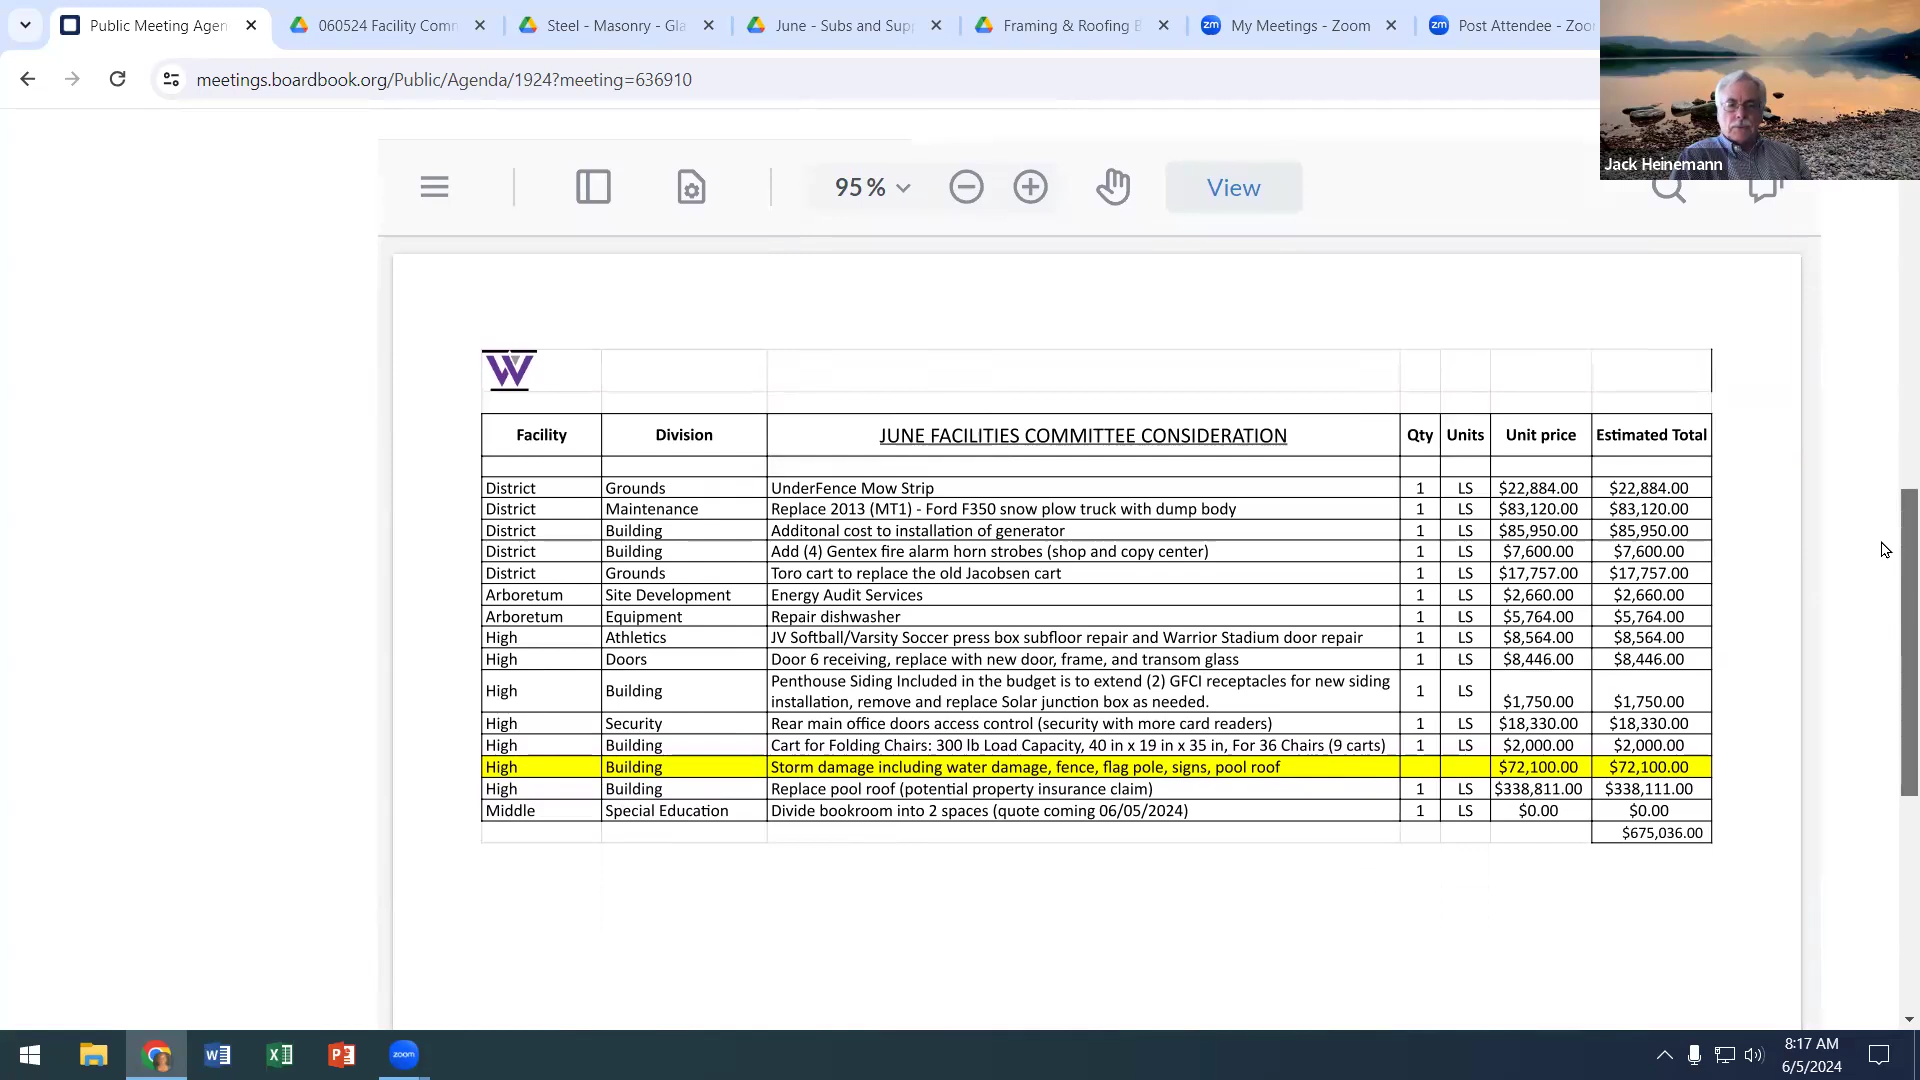 Public Meeting Agen
060524 Facility Comm
Steel - Masonry - Gla
June - Subs and Supp
Framing & Roofing B
zm My Meetings - Zoom
zm Post Attendee - Zoo
meetings.boardbook.org/Public/Agenda/1924?meeting=636910
Jack Heinemann
95 %
View
W
Facility Division JUNE FACILITIES COMMITTEE CONSIDERATION Qty Units Unit price Estimated Total
District Grounds UnderFence Mow Strip 1 LS $22,884.00 $22,884.00
District Maintenance Replace 2013 (MT1) - Ford F350 snow plow truck with dump body 1 LS $83,120.00 $83,120.00
District Building Additonal cost to installation of generator 1 LS $85,950.00 $85,950.00
District Building Add (4) Gentex fire alarm horn strobes (shop and copy center) 1 LS $7,600.00 $7,600.00
District Grounds Toro cart to replace the old Jacobsen cart 1 LS $17,757.00 $17,757.00
Arboretum Site Development Energy Audit Services 1 LS $2,660.00 $2,660.00
Arboretum Equipment Repair dishwasher 1 LS $5,764.00 $5,764.00
High Athletics JV Softball/Varsity Soccer press box subfloor repair and Warrior Stadium door repair 1 LS $8,564.00 $8,564.00
High Doors Door 6 receiving, replace with new door, frame, and transom glass 1 LS $8,446.00 $8,446.00
High Building Penthouse Siding Included in the budget is to extend (2) GFCI receptacles for new siding
installation, remove and replace Solar junction box as needed. 1 LS $1,750.00 $1,750.00
High Security Rear main office doors access control (security with more card readers) 1 LS $18,330.00 $18,330.00
High Building Cart for Folding Chairs: 300 lb Load Capacity, 40 in x 19 in x 35 in, For 36 Chairs (9 carts) 1 LS $2,000.00 $2,000.00
High Building Storm damage including water damage, fence, flag pole, signs, pool roof $72,100.00 $72,100.00
High Building Replace pool roof (potential property insurance claim) 1 LS $338,811.00 $338,111.00
Middle Special Education Divide bookroom into 2 spaces (quote coming 06/05/2024) 1 LS $0.00 $0.00
$675,036.00
zoom
8:17 AM
6/5/2024